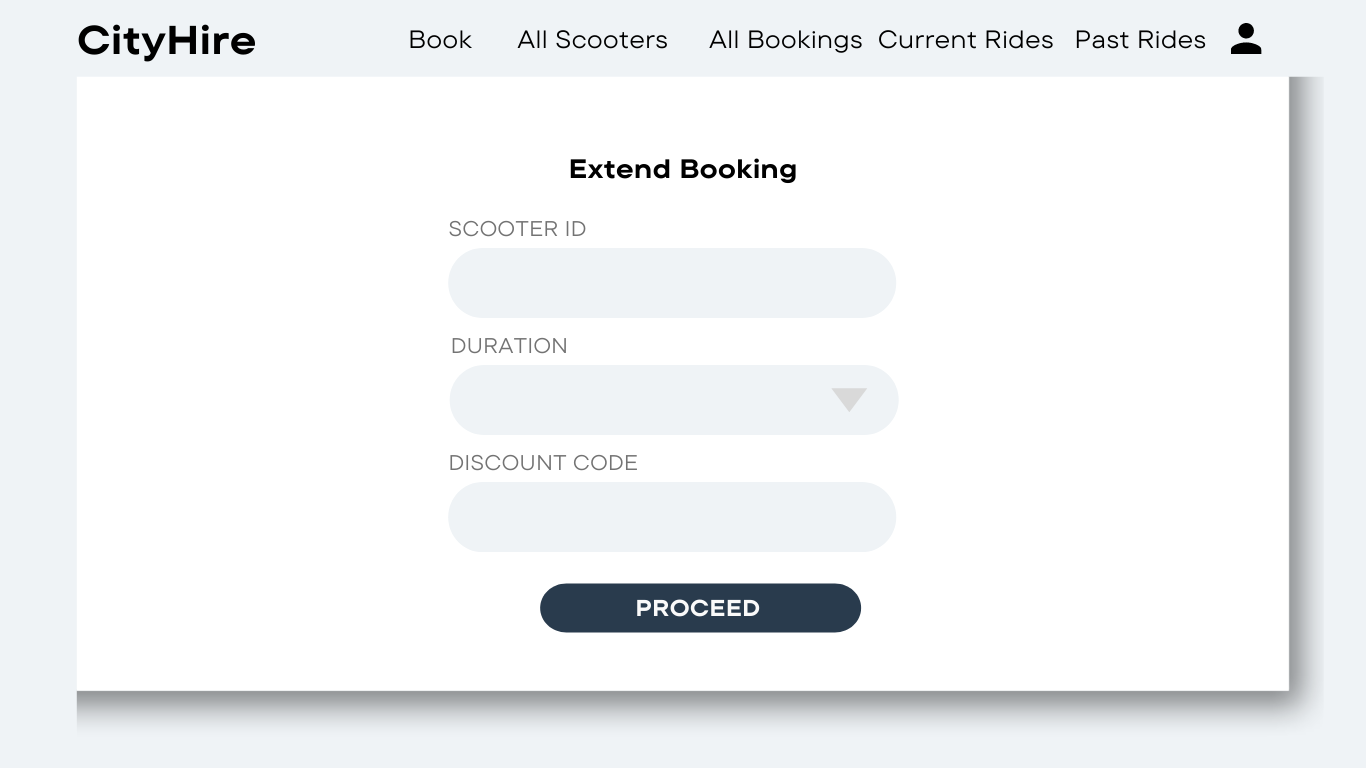 CityHire
Book All Scooters All Bookings Current Rides Past Rides
Extend Booking
SCOOTER ID
DURATION
DISCOUNT CODE
PROCEED